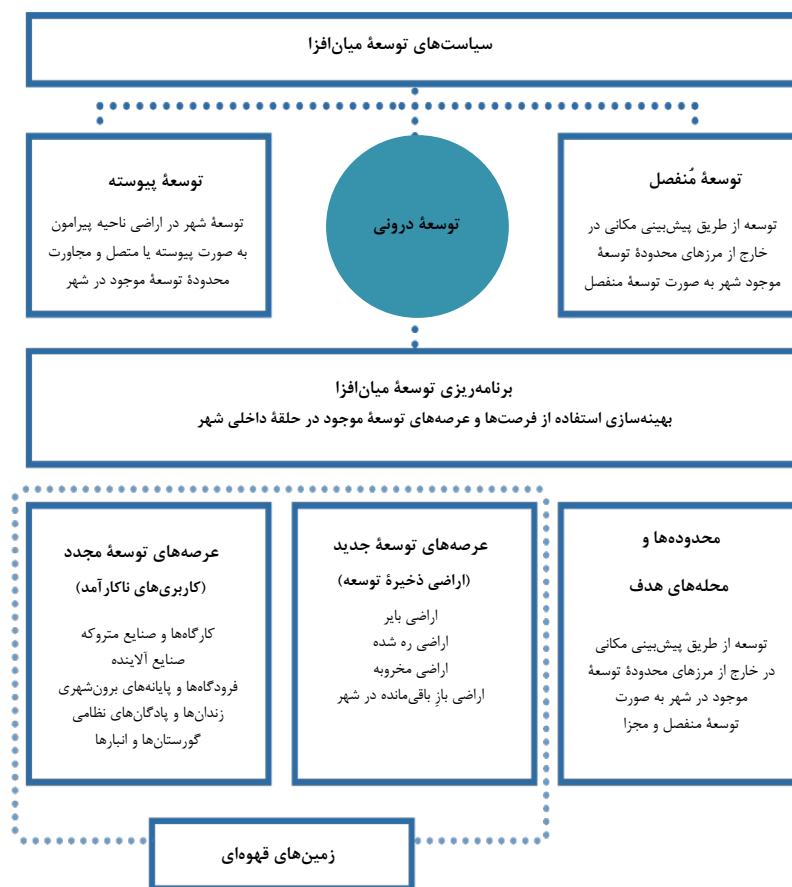 سیاست‌های توسعهٔ میان‌افزا
توسعهٔ مُنفصل
توسعه از طریق پیش‌بینی مکانی در
خارج از مرزهای محدودهٔ توسعهٔ
موجود شهر به صورت توسعهٔ منفصل
توسعهٔ درونی
توسعهٔ پیوسته
توسعهٔ شهر در اراضی ناحیه پیرامون
به صورت پیوسته یا متصل و مجاورت
محدودهٔ توسعهٔ موجود در شهر
برنامه‌ریزی توسعهٔ میان‌افزا
بهینه‌سازی استفاده از فرصت‌ها و عرصه‌های توسعهٔ موجود در حلقهٔ داخلی شهر
محدوده‌ها و
محله‌های هدف
توسعه از طریق پیش‌بینی مکانی
در خارج از مرزهای محدودهٔ توسعهٔ
موجود در شهر به صورت
توسعهٔ منفصل و مجزا
عرصه‌های توسعهٔ جدید
(اراضی ذخیرهٔ توسعه)
اراضی بایر
اراضی ره شده
اراضی مخروبه
اراضی بازِ باقی‌مانده در شهر
عرصه‌های توسعهٔ مجدد
(کاربری‌های ناکارآمد)
کارگاه‌ها و صنایع متروکه
صنایع آلاینده
فرودگاه‌ها و پایانه‌های برون‌شهری
زندان‌ها و پادگان‌های نظامی
گورستان‌ها و انبارها
زمین‌های قهوه‌ای